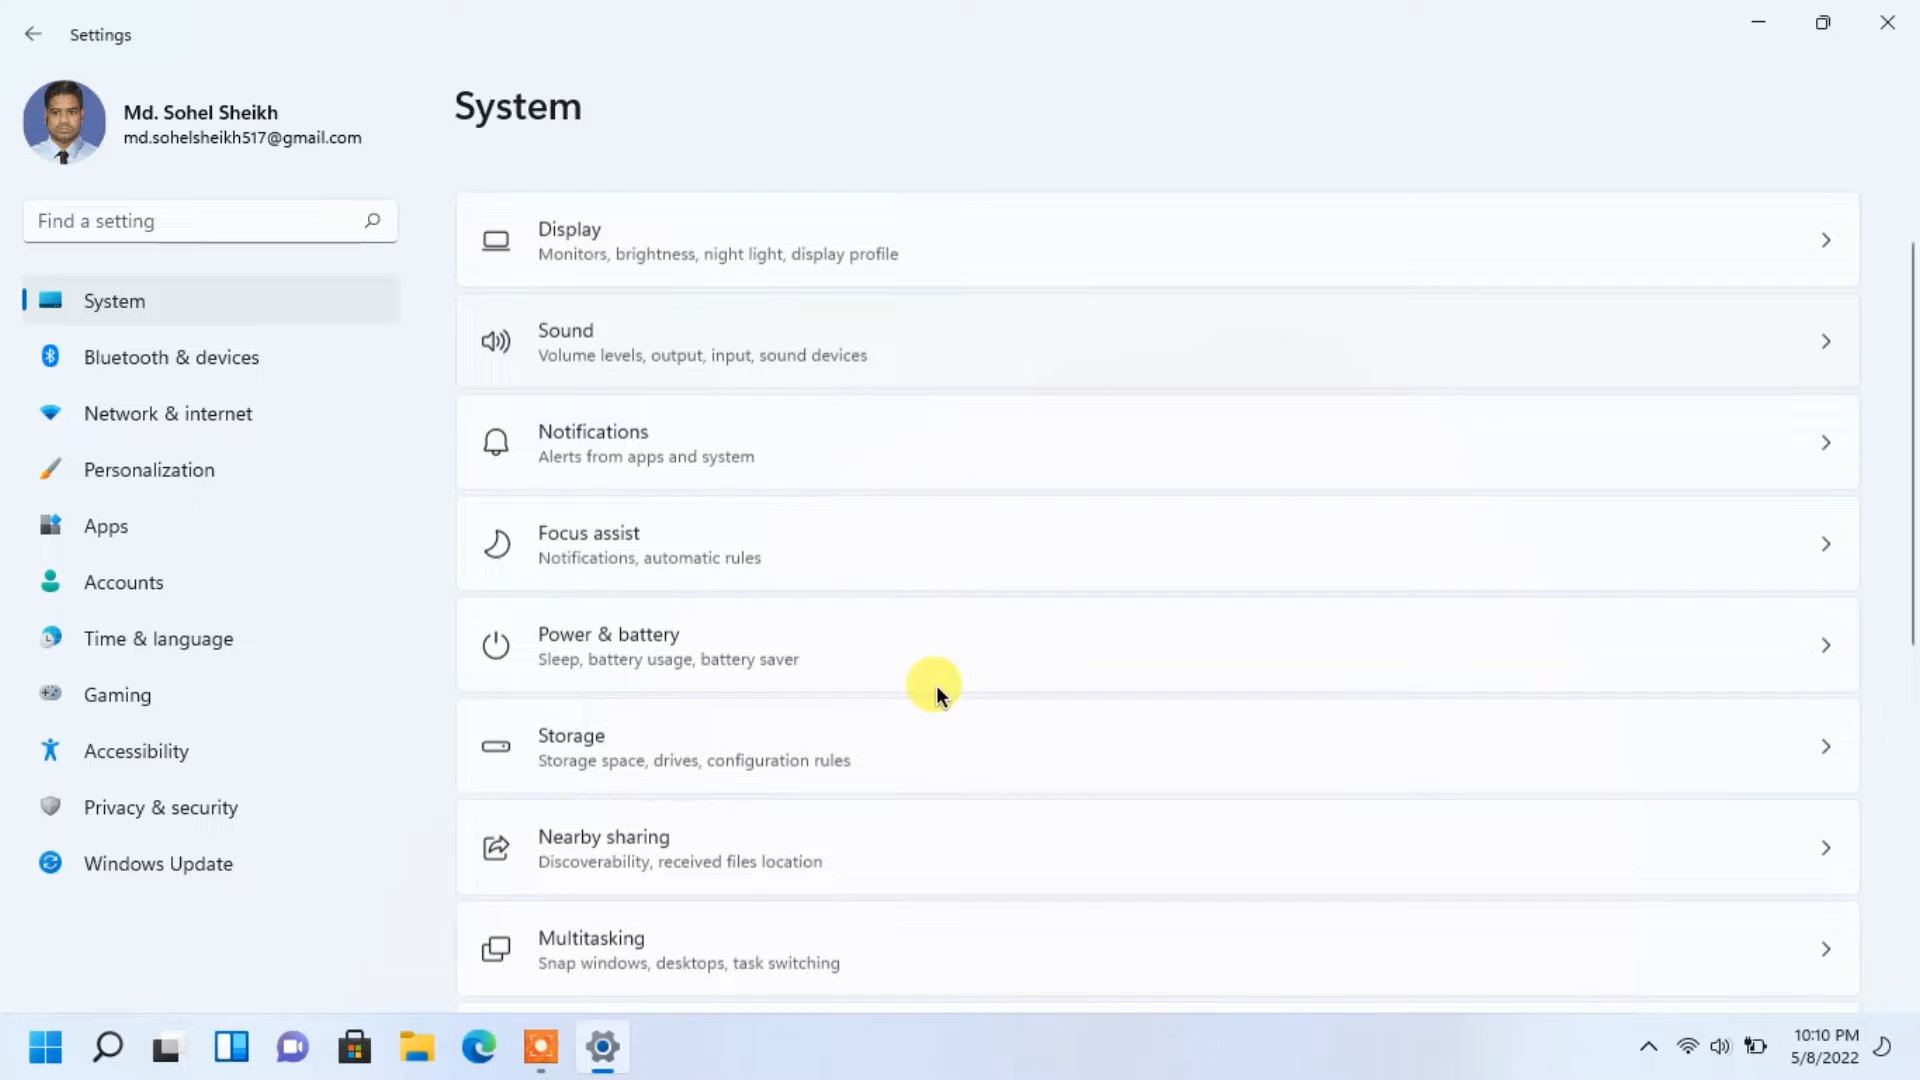 Settings
Md. Sohel Sheikh
md.sohelsheikh517@gmail.com
Find a setting
System
Bluetooth & devices
Network & internet
Personalization
Apps
Accounts
Time & language
Gaming
Accessibility
Privacy & security
Windows Update
System
Display
Monitors, brightness, night light, display profile
Sound
Volume levels, output, input, sound devices
Notifications
Alerts from apps and system
Focus assist
Notifications, automatic rules
Power & battery
Sleep, battery usage, battery saver
Storage
Storage space, drives, configuration rules
Nearby sharing
Discoverability, received files location
Multitasking
Snap windows, desktops, task switching
10:10 PM
5/8/2022